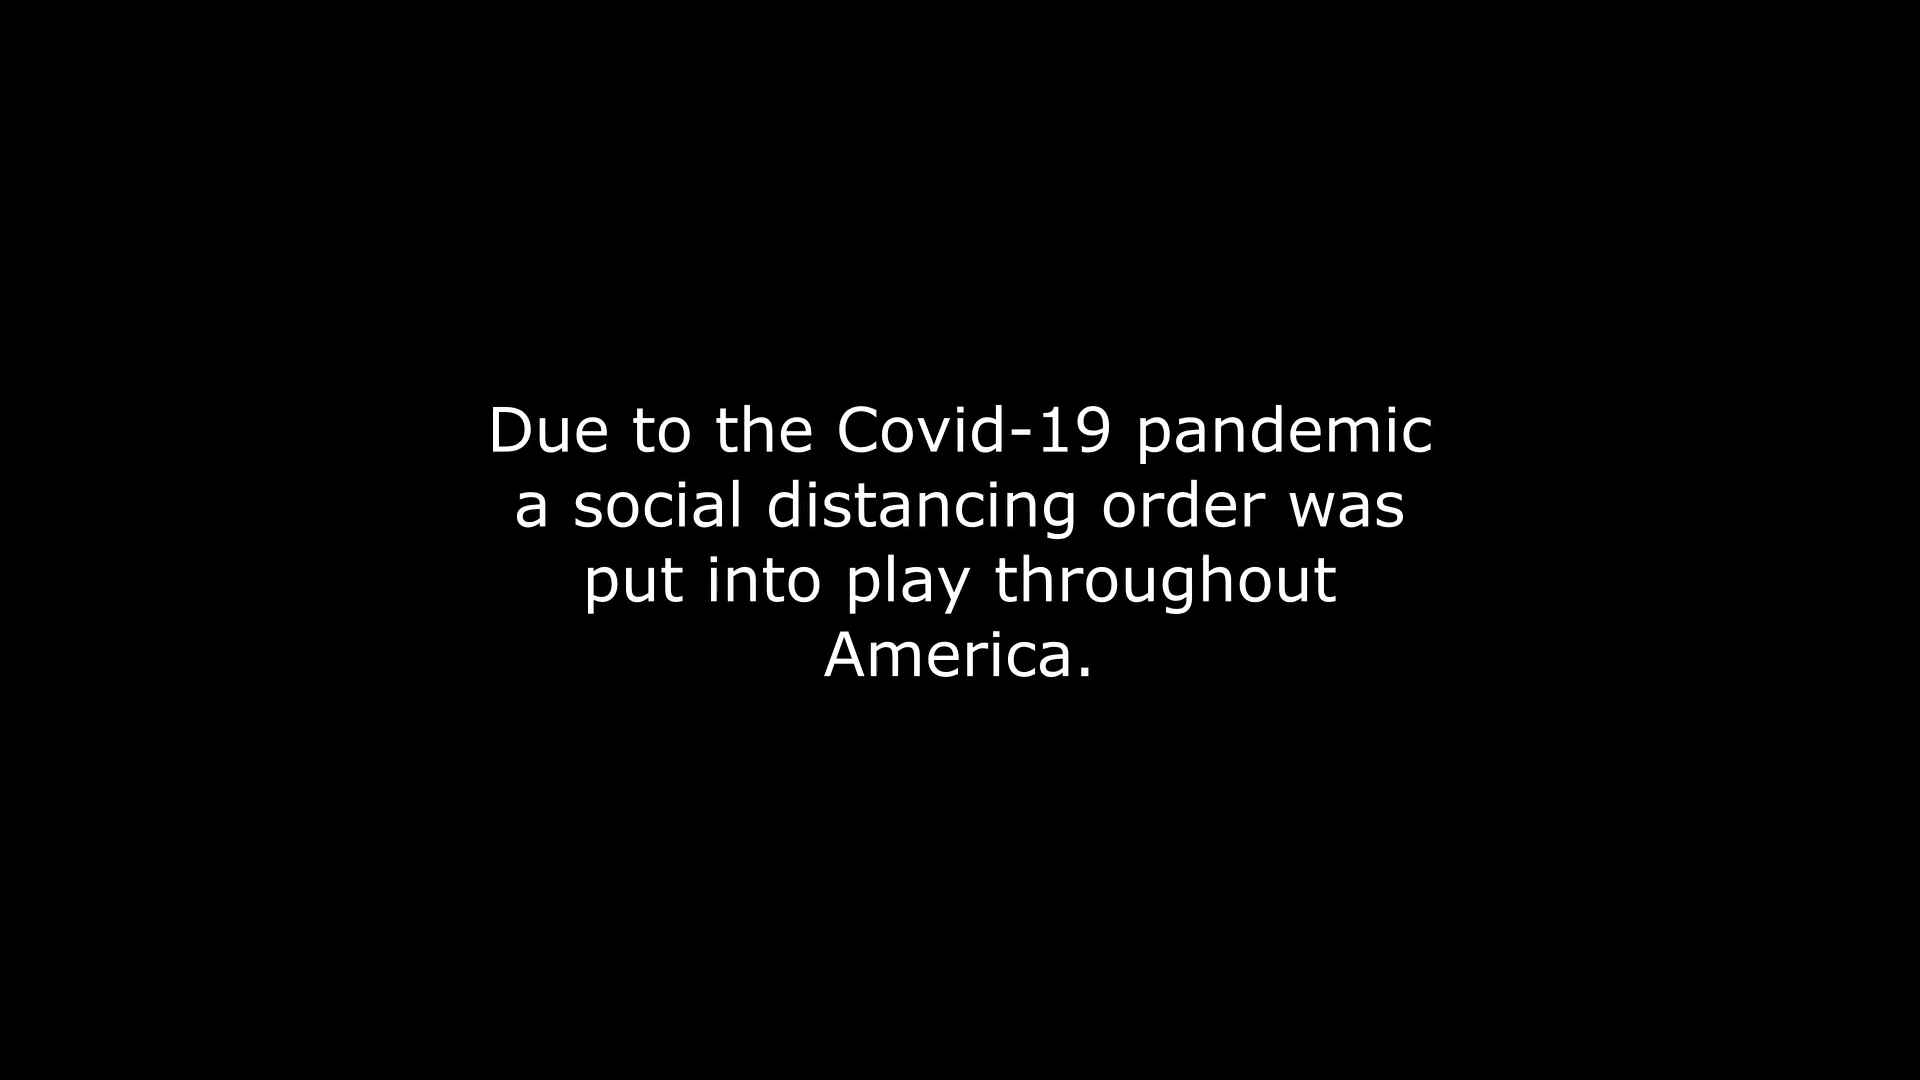 Due to the Covid-19 pandemic
a social distancing order was
put into play throughout
America.